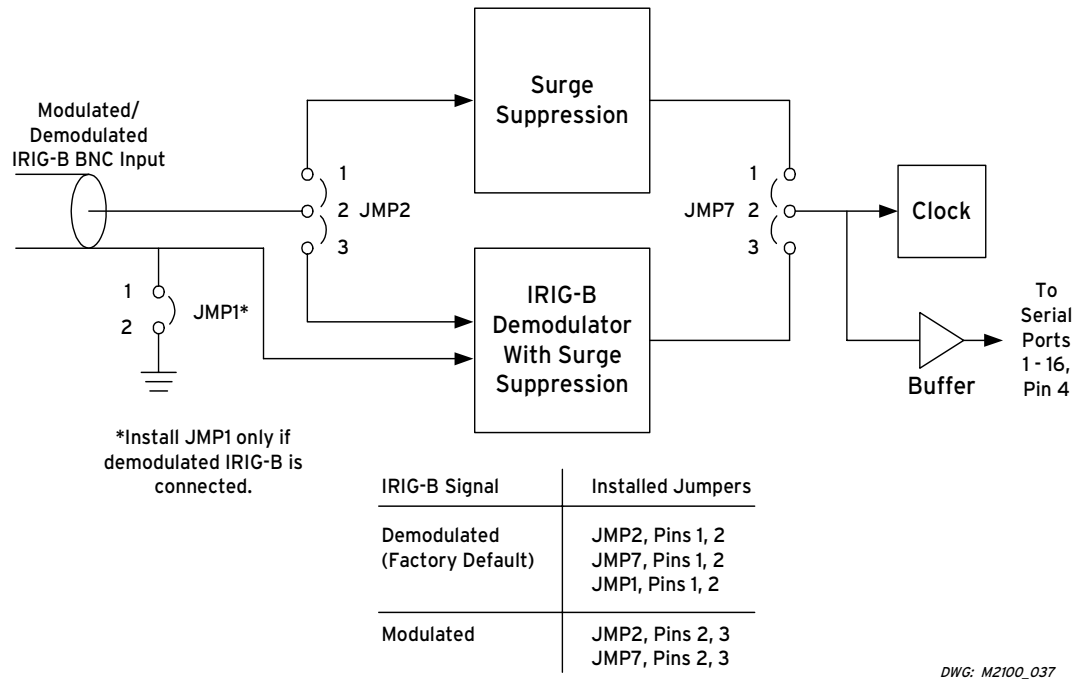 Surge
Suppression
Modulated/
Demodulated
IRIG-B BNC Input
1
2 JMP2
3
1
JMP7 2
3
Clock
1
2
JMP1*
IRIG-B
Demodulator
With Surge
Suppression
Buffer
To
Serial
Ports
1 - 16,
Pin 4
*Install JMP1 only if
demodulated IRIG-B is
connected.
IRIG-B Signal Installed Jumpers
Demodulated JMP2, Pins 1, 2
(Factory Default) JMP7, Pins 1, 2
JMP1, Pins 1, 2
Modulated JMP2, Pins 2, 3
JMP7, Pins 2, 3
DWG: M2100_037